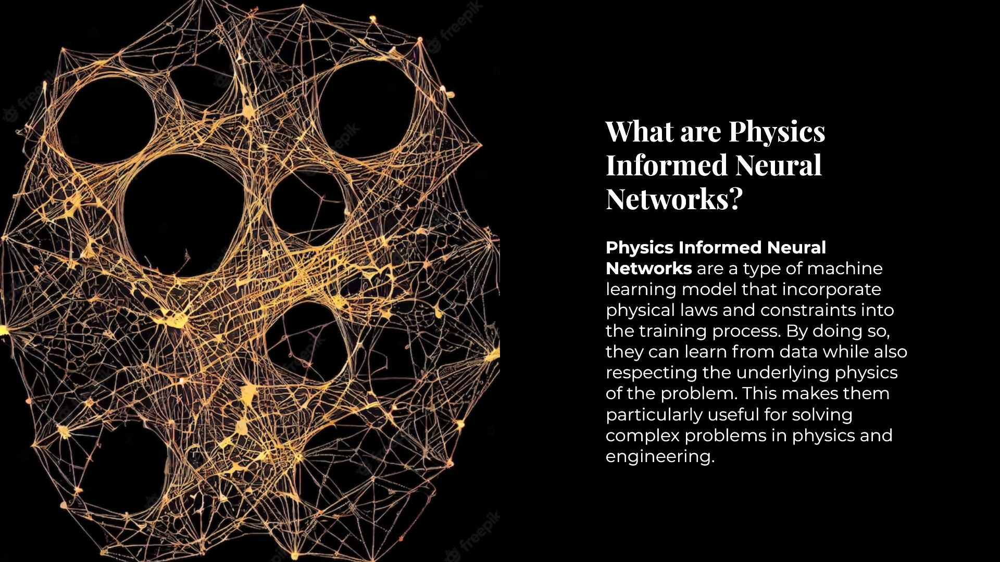 What are Physics
Informed Neural
Networks?
Physics Informed Neural
Networks are a type of machine
learning model that incorporate
physical laws and constraints into
the training process. By doing so,
they can learn from data while also
respecting the underlying physics
of the problem. This makes them
particularly useful for solving
complex problems in physics and
engineering.
freepik
freepik
freepik
freepik
freepik